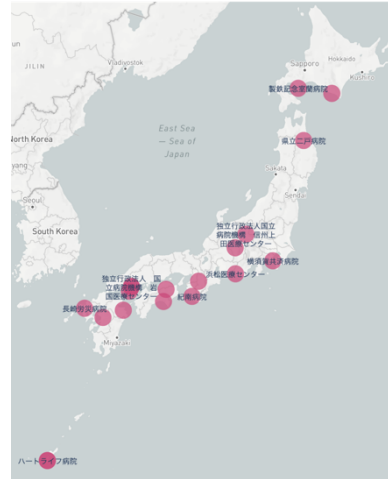 Hokkaido
JILIN
Vladivostok
Sapporo
Kushiro
製鉄記念室蘭病院
North Korea
East Sea
— Sea of
Japan
県立二戸病院
Sakata
Seoul
Sendai
South Korea
独立行政法人国立
病院機構 信州上
田医療センター
横須賀共済病院
浜松医療センター
独立行政法人 国
立病院機構 岩
国医療センター
紀南病院
長崎労災病院
Miyazaki
ハートライフ病院